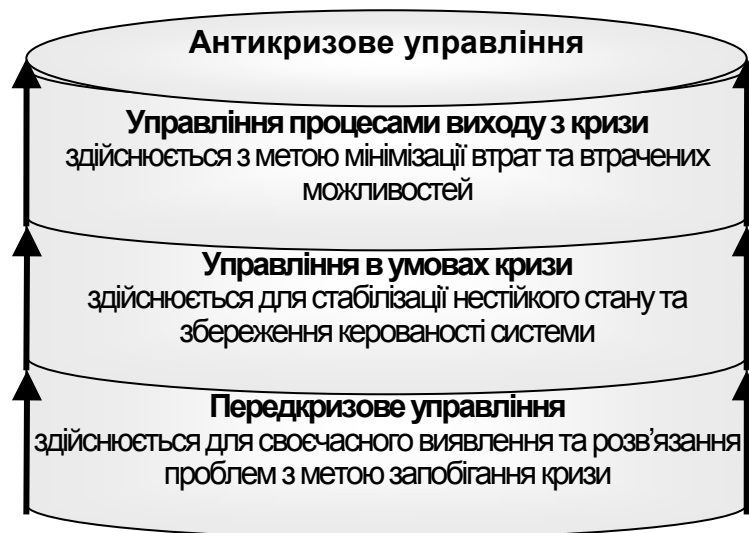 Антикризове управління
Управління процесами виходу з кризи
здійснюється з метою мінімізації втрат та втрачених
можливостей
Управління в умовах кризи
здійснюється для стабілізації нестійкого стану та
збереження керованості системи
Передкризове управління
здійснюється для своєчасного виявлення та розв’язання
проблем з метою запобігання кризи